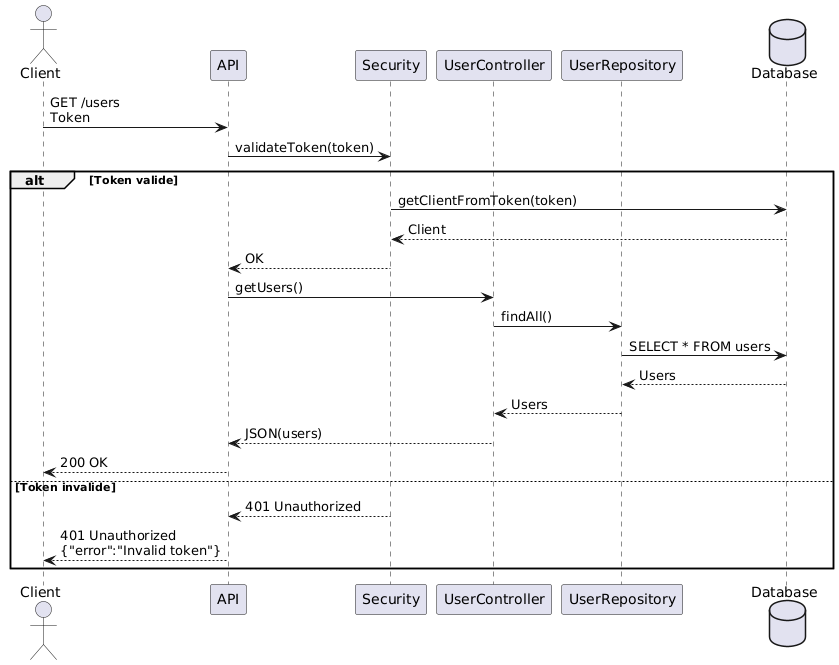 Client
API
Security
UserController
UserRepository
Database
GET /users
Token
validateToken(token)
alt
[Token valide]
getClientFromToken(token)
Client
OK
getUsers()
findAll()
SELECT * FROM users
Users
Users
JSON(users)
200 OK
[Token invalide]
401 Unauthorized
401 Unauthorized
{"error":"Invalid token"}
Client
API
Security
UserController
UserRepository
Database